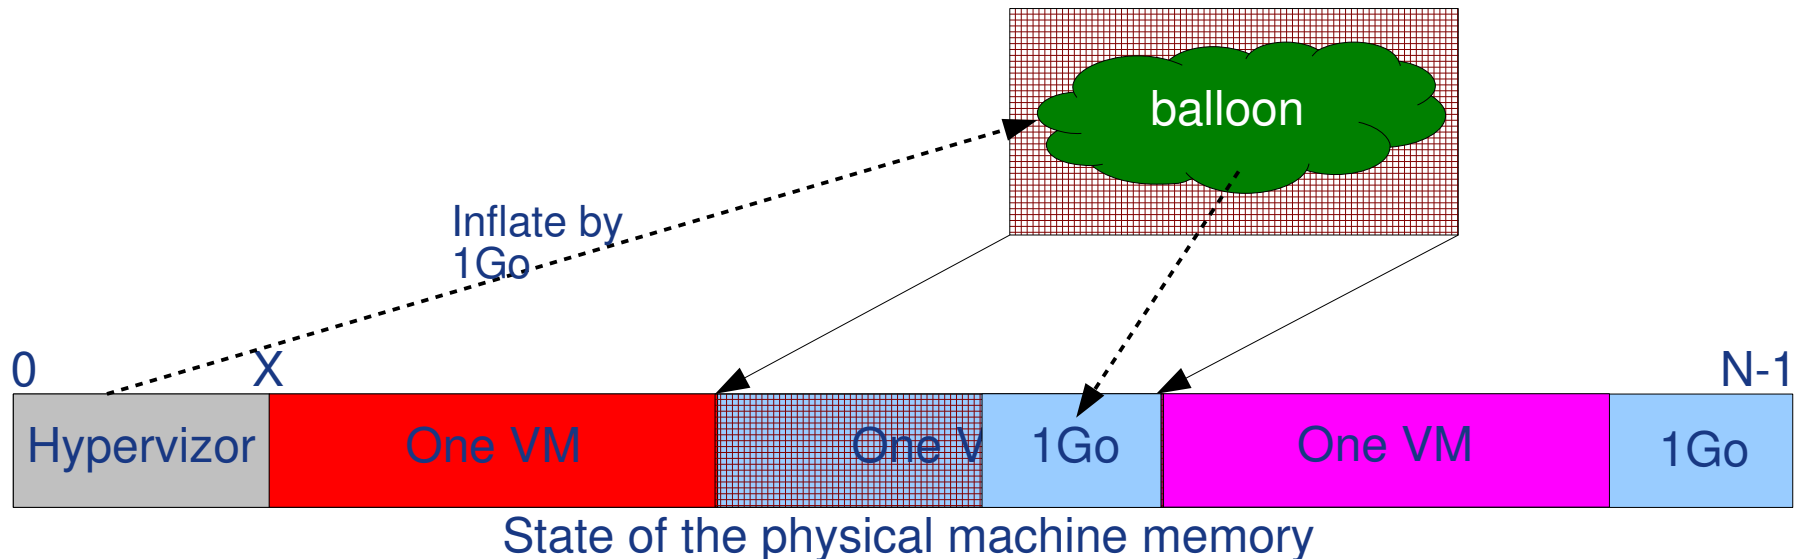 balloon
Inflate by
1Go
0
X
N-1
Hypervizor
One VM
One V
1Go
One VM
1Go
State of the physical machine memory